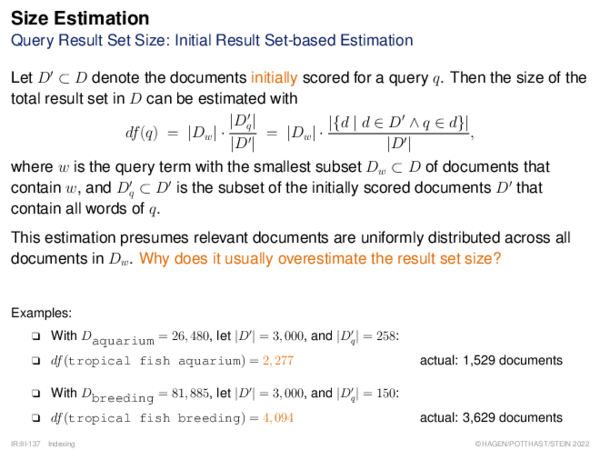 Size Estimation
Query Result Set Size: Initial Result Set-based Estimation
Let D′ ⊂ D denote the documents initially scored for a query q. Then the size of the
total result set in D can be estimated with
df(q) = |D_w| · |D′_q| / |D′| = |D_w| · |{d | d ∈ D′ ∧ q ∈ d}| / |D′|,
where w is the query term with the smallest subset D_w ⊂ D of documents that
contain w, and D′_q ⊂ D′ is the subset of the initially scored documents D′ that
contain all words of q.
This estimation presumes relevant documents are uniformly distributed across all
documents in D_w. Why does it usually overestimate the result set size?
Examples:
❏ With D_aquarium = 26,480, let |D′| = 3,000, and |D′_q| = 258:
❏ df(tropical fish aquarium) = 2,277 actual: 1,529 documents
❏ With D_breeding = 81,885, let |D′| = 3,000, and |D′_q| = 150:
❏ df(tropical fish breeding) = 4,094 actual: 3,629 documents
IR:III-137 Indexing ©HAGEN/POTTHAST/STEIN 2022